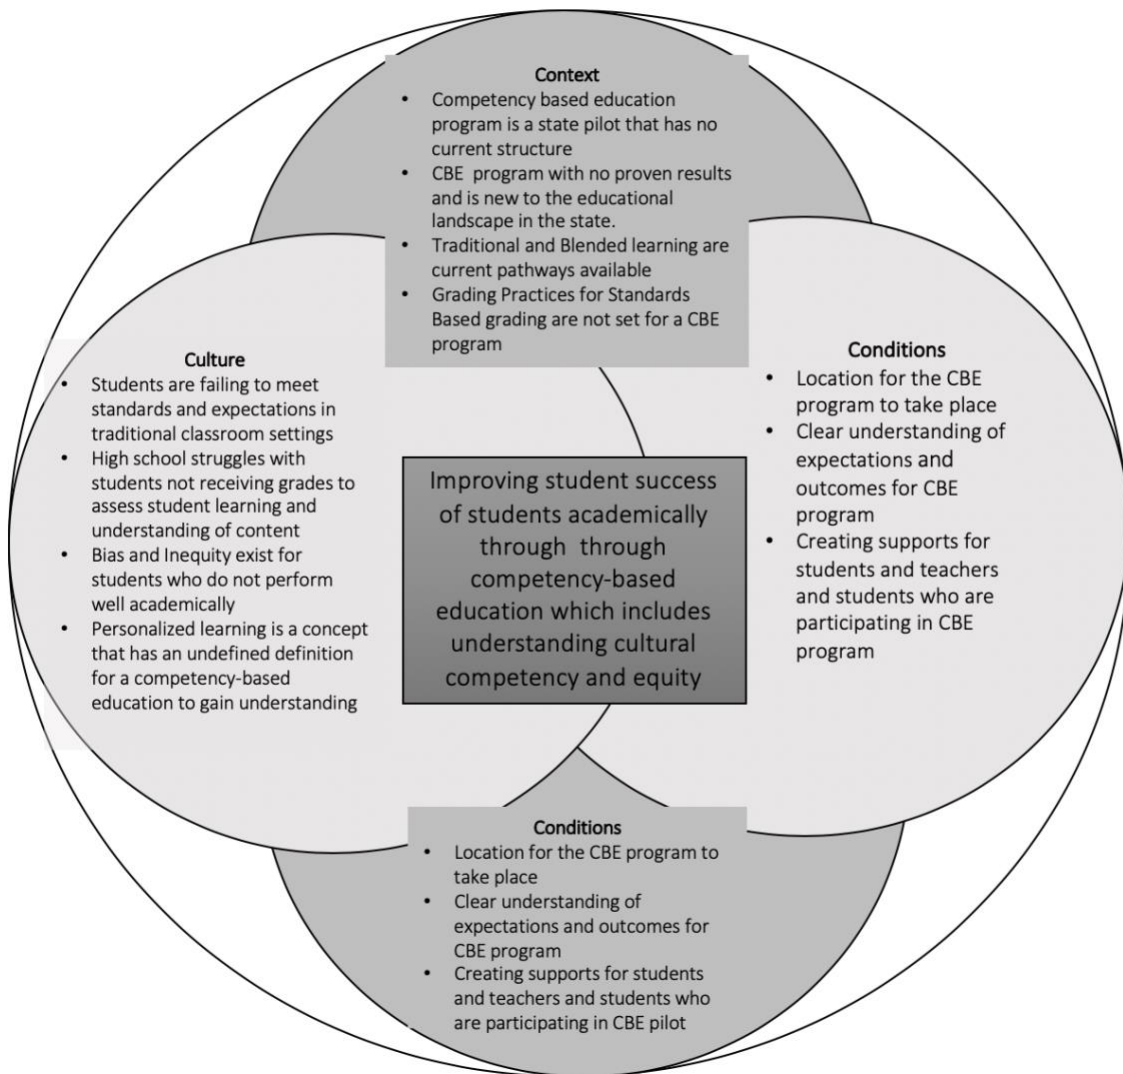 Context
• Competency based education
program is a state pilot that has no
current structure
• CBE  program with no proven results
and is new to the educational
landscape in the state.
• Traditional and Blended learning are
current pathways available
• Grading Practices for Standards
Based grading are not set for a CBE
program
Culture
• Students are failing to meet
standards and expectations in
traditional classroom settings
• High school struggles with
students not receiving grades to
assess student learning and
understanding of content
• Bias and Inequity exist for
students who do not perform
well academically
• Personalized learning is a concept
that has an undefined definition
for a competency-based
education to gain understanding
Improving student success
of students academically
through  through
competency-based
education which includes
understanding cultural
competency and equity
Conditions
• Location for the CBE
program to take place
• Clear understanding of
expectations and
outcomes for CBE
program
• Creating supports for
students and teachers
and students who are
participating in CBE
program
Conditions
• Location for the CBE program to
take place
• Clear understanding of
expectations and outcomes for
CBE program
• Creating supports for students
and teachers and students who
are participating in CBE pilot